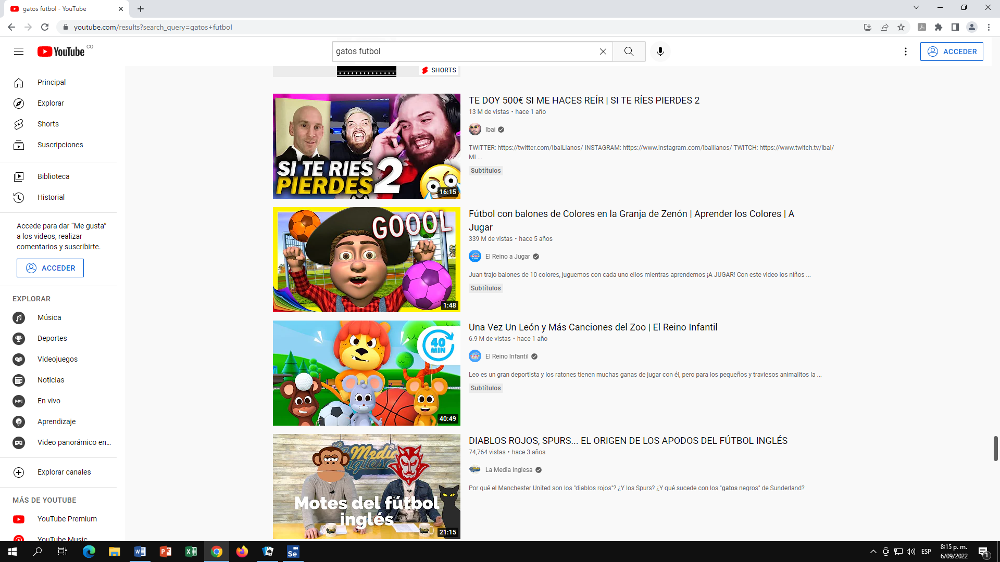 gatos futbol - YouTube
youtube.com/results?search_query=gatos+futbol
YouTube CO
gatos futbol
ACCEDER
Principal
Explorar
Shorts
Suscripciones
Biblioteca
Historial
Accede para dar “Me gusta”
a los videos, realizar
comentarios y suscribirte.
ACCEDER
EXPLORAR
Música
Deportes
Videojuegos
Noticias
En vivo
Aprendizaje
Video panorámico en...
Explorar canales
MÁS DE YOUTUBE
YouTube Premium
YouTube Music
SHORTS
SI TE RIES
PIERDES 2
16:15
TE DOY 500€ SI ME HACES REÍR | SI TE RÍES PIERDES 2
13 M de vistas • hace 1 año
Ibai
TWITTER: https://twitter.com/IbaiLlanos/ INSTAGRAM: https://www.instagram.com/ibaillanos/ TWITCH: https://www.twitch.tv/ibai/
MI ...
Subtítulos
GOOOL
1:48
Fútbol con balones de Colores en la Granja de Zenón | Aprender los Colores | A
Jugar
339 M de vistas • hace 5 años
El Reino a Jugar
Juan trajo balones de 10 colores, juguemos con cada uno ellos mientras aprendemos ¡A JUGAR! Con este video los niños ...
Subtítulos
40
MIN
40:49
Una Vez Un León y Más Canciones del Zoo | El Reino Infantil
6.9 M de vistas • hace 1 año
El Reino Infantil
Leo es un gran deportista y los ratones tienen muchas ganas de jugar con él, pero para los pequeños y traviesos animalitos la ...
Subtítulos
La Media
Inglesa
Motes del fútbol
inglés
21:15
DIABLOS ROJOS, SPURS... EL ORIGEN DE LOS APODOS DEL FÚTBOL INGLÉS
74,764 vistas • hace 3 años
La Media Inglesa
Por qué el Manchester United son los "diablos rojos"? ¿Y los Spurs? ¿Y qué sucede con los "gatos negros" de Sunderland?
Se
ESP
8:15 p. m.
6/09/2022
1